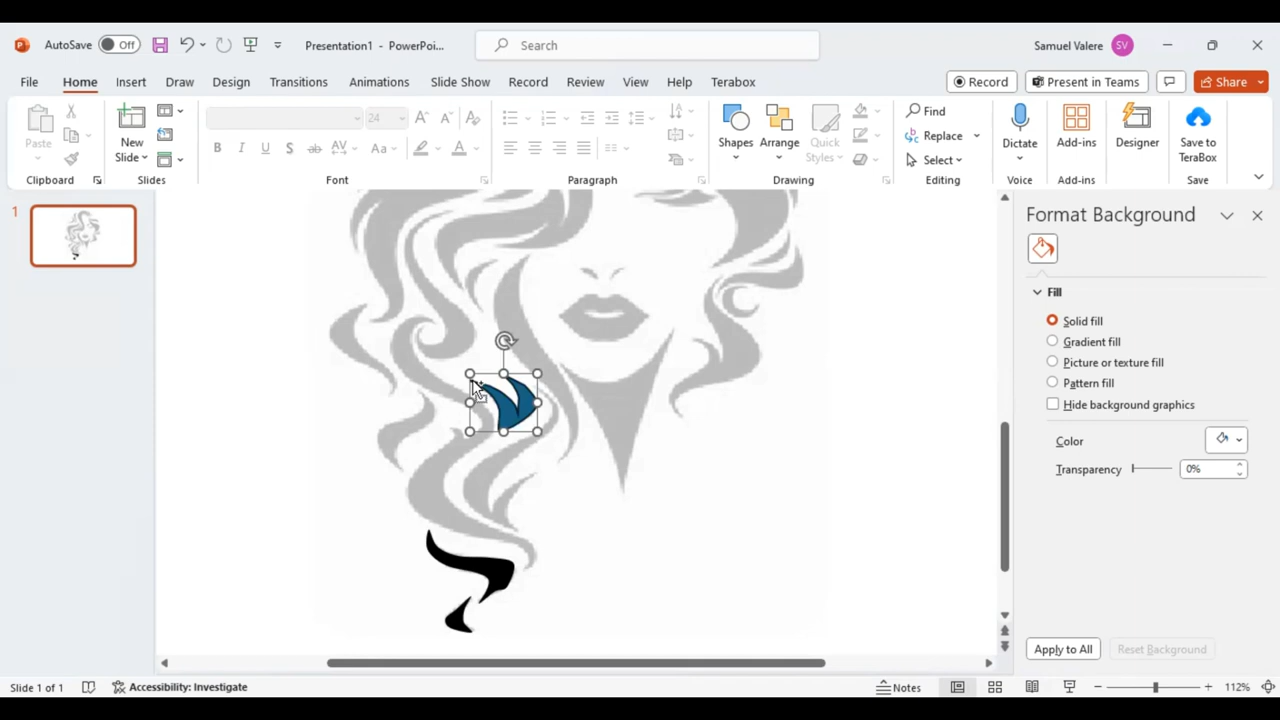 AutoSave Off Presentation1 - PowerPoi... Search Samuel Valere SV
File Home Insert Draw Design Transitions Animations Slide Show Record Review View Help Terabox Record Present in Teams Share
Paste
Clipboard
New
Slide
Slides
24
B I U S ab AV Aa A
Font
Paragraph
Shapes
Arrange
Quick
Styles
Drawing
Find
Replace
Select
Editing
Dictate
Voice
Add-ins
Add-ins
Designer
Save to
TeraBox
Save
1
Format Background
Fill
Solid fill
Gradient fill
Picture or texture fill
Pattern fill
Hide background graphics
Color
Transparency 0%
Apply to All Reset Background
Slide 1 of 1 Accessibility: Investigate Notes 112%